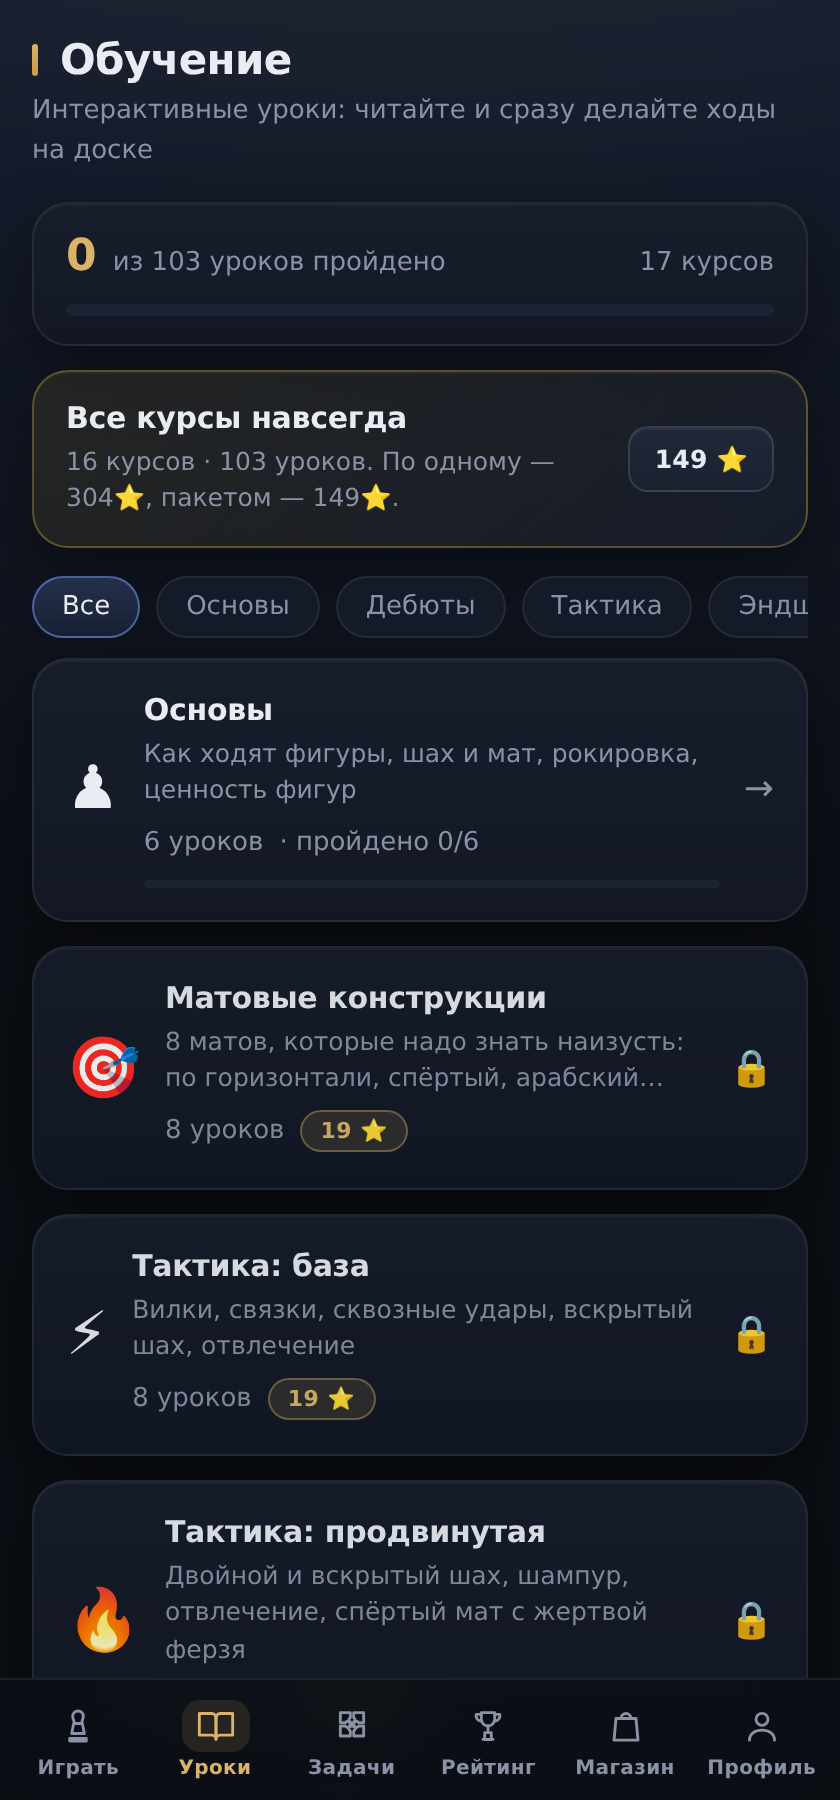 Обучение
Интерактивные уроки: читайте и сразу делайте ходы
на доске
0 из 103 уроков пройдено
17 курсов
Все курсы навсегда
16 курсов · 103 уроков. По одному —
304⭐, пакетом — 149⭐.
149 ⭐
Все
Основы
Дебюты
Тактика
Эндш
Основы
Как ходят фигуры, шах и мат, рокировка,
ценность фигур
→
6 уроков · пройдено 0/6
Матовые конструкции
8 матов, которые надо знать наизусть:
по горизонтали, спёртый, арабский…
8 уроков 19 ⭐
Тактика: база
Вилки, связки, сквозные удары, вскрытый
шах, отвлечение
8 уроков 19 ⭐
Тактика: продвинутая
Двойной и вскрытый шах, шампур,
отвлечение, спёртый мат с жертвой
ферзя
Играть
Уроки
Задачи
Рейтинг
Магазин
Профиль